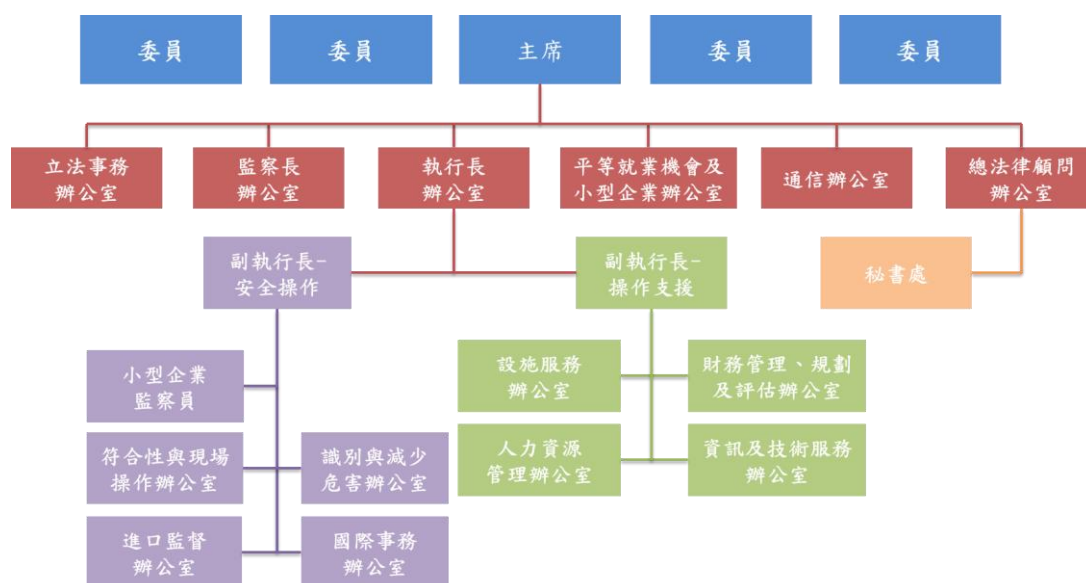 委員
委員
主席
委員
委員
立法事務
辦公室
監察長
辦公室
執行長
辦公室
平等就業機會及
小型企業辦公室
通信辦公室
總法律顧問
辦公室
副執行長-
安全操作
副執行長-
操作支援
秘書處
小型企業
監察員
設施服務
辦公室
財務管理、規劃
及評估辦公室
符合性與現場
操作辦公室
識別與減少
危害辦公室
人力資源
管理辦公室
資訊及技術服務
辦公室
進口監督
辦公室
國際事務
辦公室